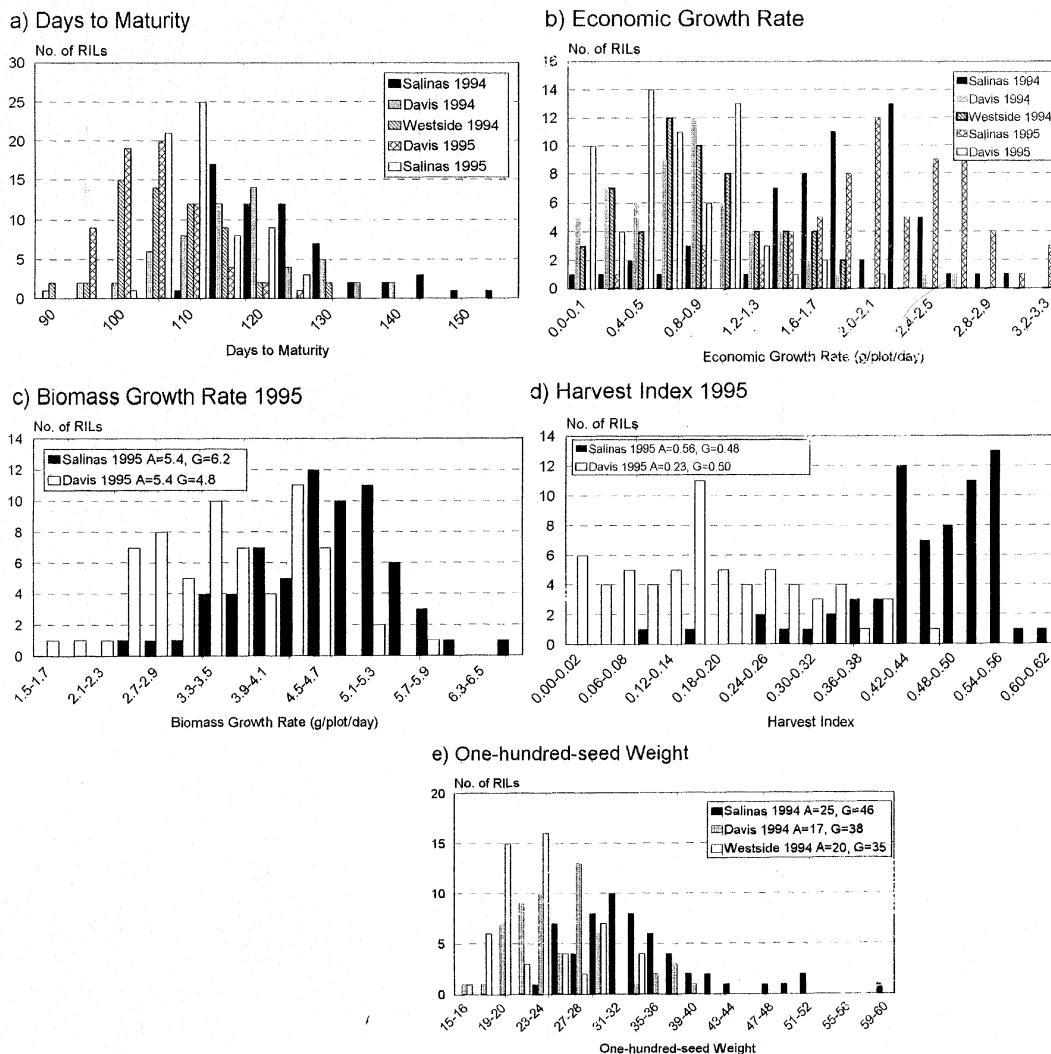 a) Days to Maturity
No. of RILs
30
25
20
15
10
5
0
Salinas 1994
Davis 1994
Westside 1994
Davis 1995
Salinas 1995
90
100
110
120
130
140
150
Days to Maturity
b) Economic Growth Rate
No. of RILs
16
14
12
10
8
6
4
2
0
Salinas 1994
Davis 1994
Westside 1994
Salinas 1995
Davis 1995
0.0-0.1
0.4-0.5
0.8-0.9
1.2-1.3
1.6-1.7
2.0-2.1
2.4-2.5
2.8-2.9
3.2-3.3
Economic Growth Rate (g/plot/day)
c) Biomass Growth Rate 1995
No. of RILs
14
12
10
8
6
4
2
0
Salinas 1995 A=5.4, G=6.2
Davis 1995 A=5.4 G=4.8
1.5-1.7
2.1-2.3
2.7-2.9
3.3-3.5
3.9-4.1
4.5-4.7
5.1-5.3
5.7-5.9
6.3-6.5
Biomass Growth Rate (g/plot/day)
d) Harvest Index 1995
No. of RILs
14
12
10
8
6
4
2
0
Salinas 1995 A=0.56, G=0.48
Davis 1995 A=0.23, G=0.50
0.00-0.02
0.06-0.08
0.12-0.14
0.18-0.20
0.24-0.26
0.30-0.32
0.36-0.38
0.42-0.44
0.48-0.50
0.54-0.56
0.60-0.62
Harvest Index
e) One-hundred-seed Weight
No. of RILs
20
15
10
5
0
Salinas 1994 A=25, G=46
Davis 1994 A=17, G=38
Westside 1994 A=20, G=35
15-16
19-20
23-24
27-28
31-32
35-36
39-40
43-44
47-48
51-52
55-56
59-60
One-hundred-seed Weight